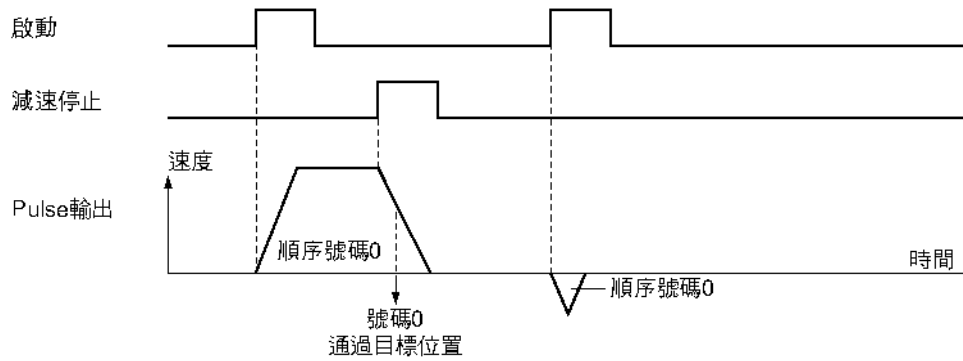 啟動
減速停止
速度
Pulse輸出
順序號碼0
時間
順序號碼0
號碼0
通過目標位置